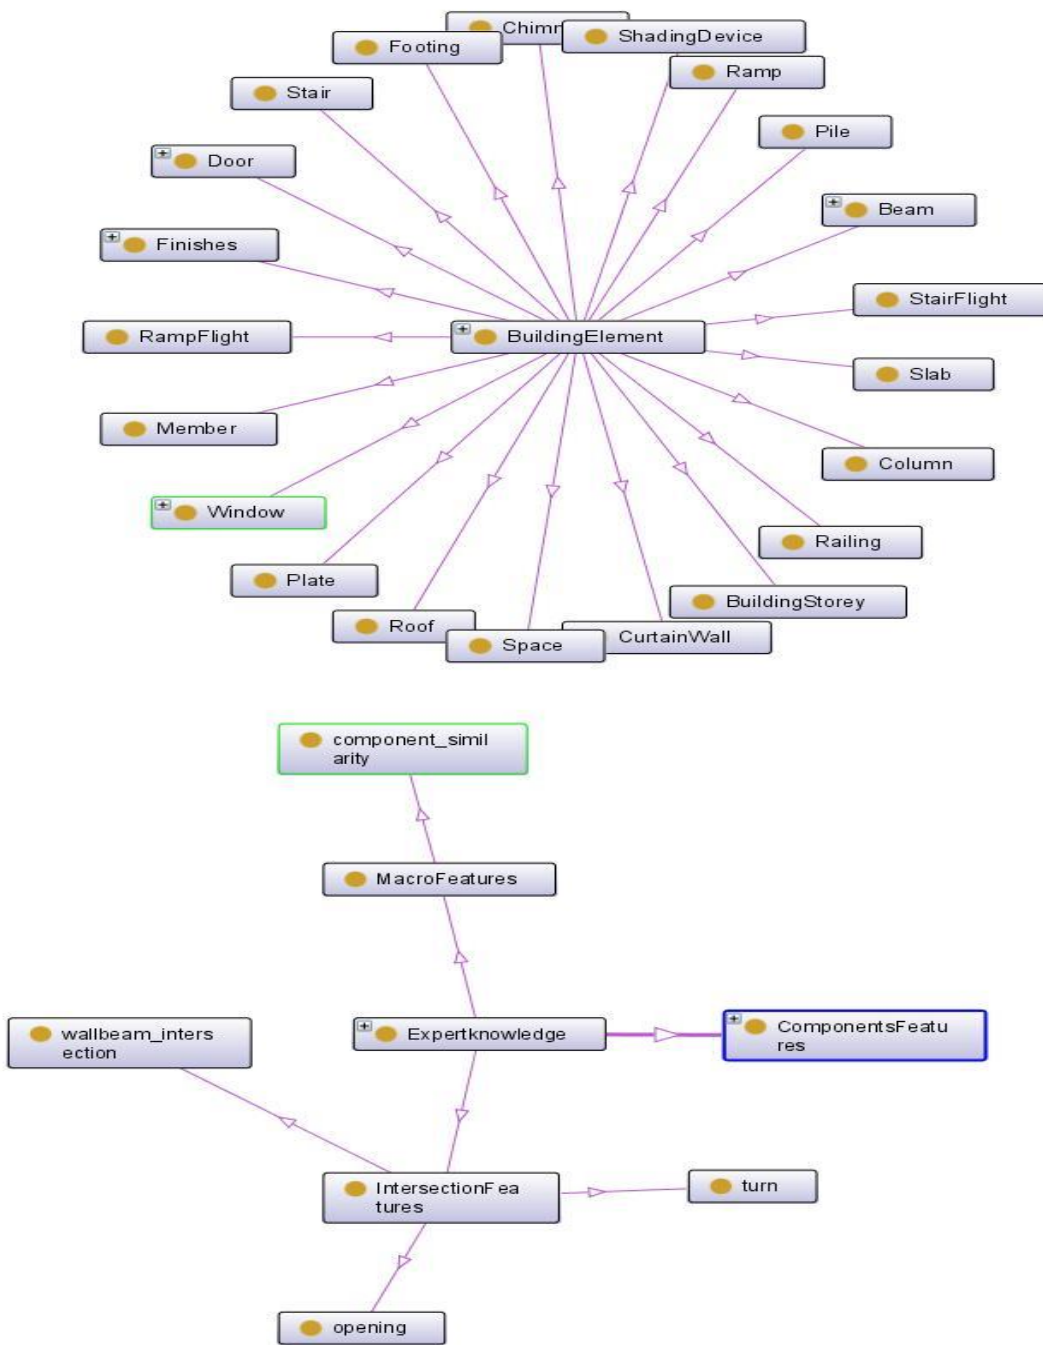 Chimn
ShadingDevice
Footing
Ramp
Stair
Pile
Door
Beam
Finishes
StairFlight
RampFlight
BuildingElement
Slab
Member
Column
Window
Railing
Plate
BuildingStorey
Roof
Space
CurtainWall
component_simil
arity
MacroFeatures
wallbeam_inters
ection
Expertknowledge
ComponentsFeatu
res
IntersectionFea
tures
turn
opening